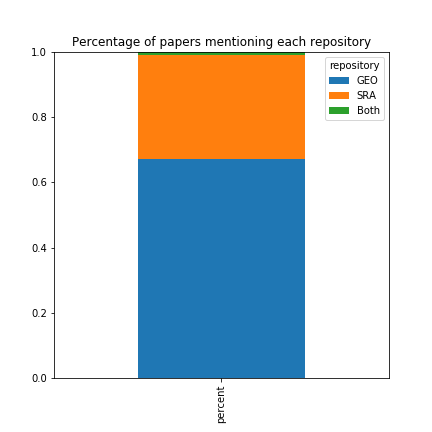 Percentage of papers mentioning each repository
repository
GEO
SRA
Both
1.0
0.8
0.6
0.4
0.2
0.0
percent